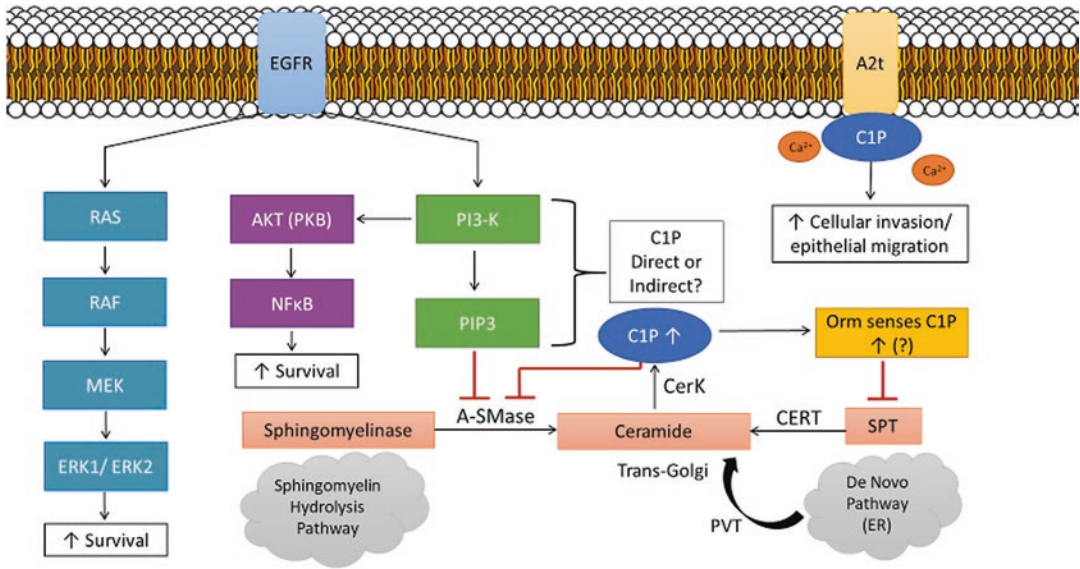 EGFR
A2t
C1P
Ca²⁺
Ca²⁺
↑ Cellular invasion/
epithelial migration
RAS
RAF
MEK
ERK1/ ERK2
↑ Survival
AKT (PKB)
NFκB
↑ Survival
PI3-K
PIP3
C1P
Direct or
Indirect?
C1P ↑
Orm senses C1P
↑ (?)
CerK
A-SMase
Sphingomyelinase
Ceramide
CERT
SPT
Trans-Golgi
Sphingomyelin
Hydrolysis
Pathway
PVT
De Novo
Pathway
(ER)